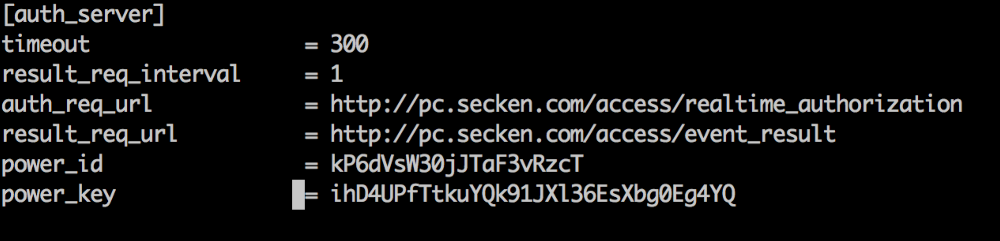 [auth_server]
timeout = 300
result_req_interval = 1
auth_req_url = http://pc.secken.com/access/realtime_authorization
result_req_url = http://pc.secken.com/access/event_result
power_id = kP6dVsW30jJTaF3vRzcT
power_key = ihD4UPfTtkuYQk91JXl36EsXbg0Eg4YQ